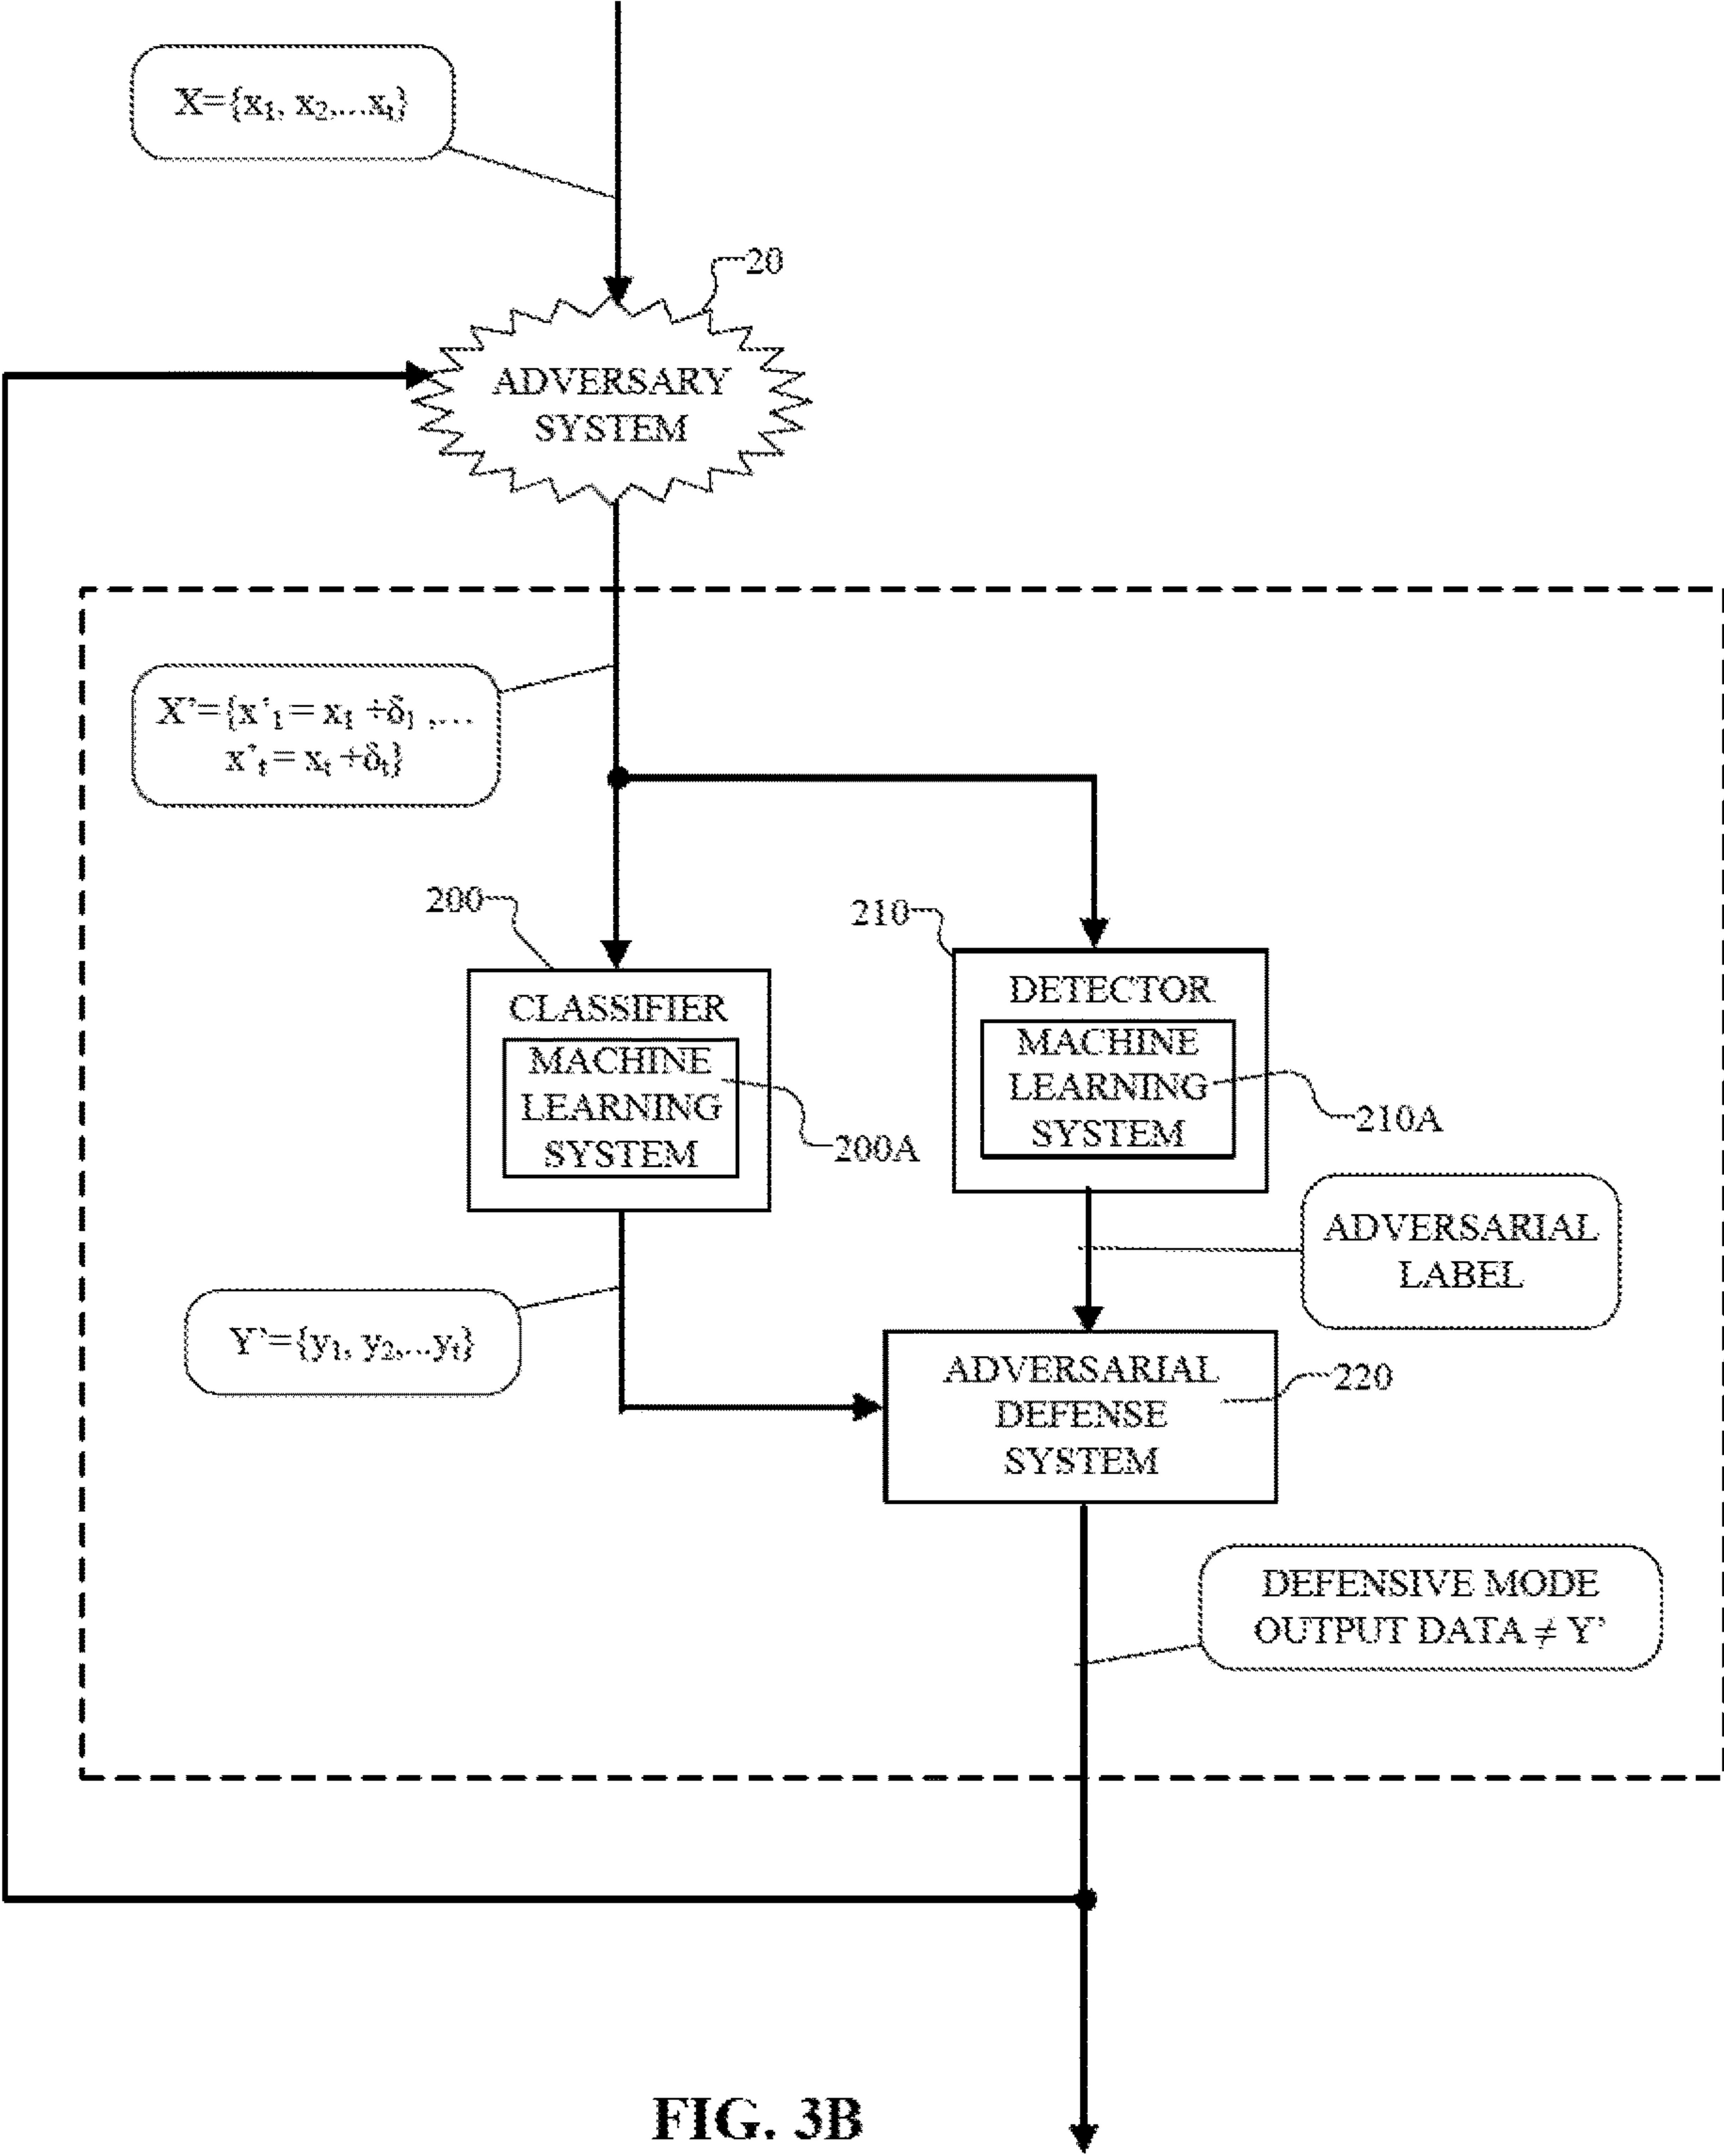 X={x₁, x₂,...xₜ}
20
ADVERSARY
SYSTEM
X’={x’₁ = x₁ +δ₁ ,...
x’ₜ = xₜ +δₜ}
200
210
CLASSIFIER
MACHINE
LEARNING
SYSTEM
200A
DETECTOR
MACHINE
LEARNING
SYSTEM
210A
ADVERSARIAL
LABEL
Y’={y₁, y₂,...yₜ}
ADVERSARIAL
DEFENSE
SYSTEM
220
DEFENSIVE MODE
OUTPUT DATA ≠ Y’
FIG. 3B